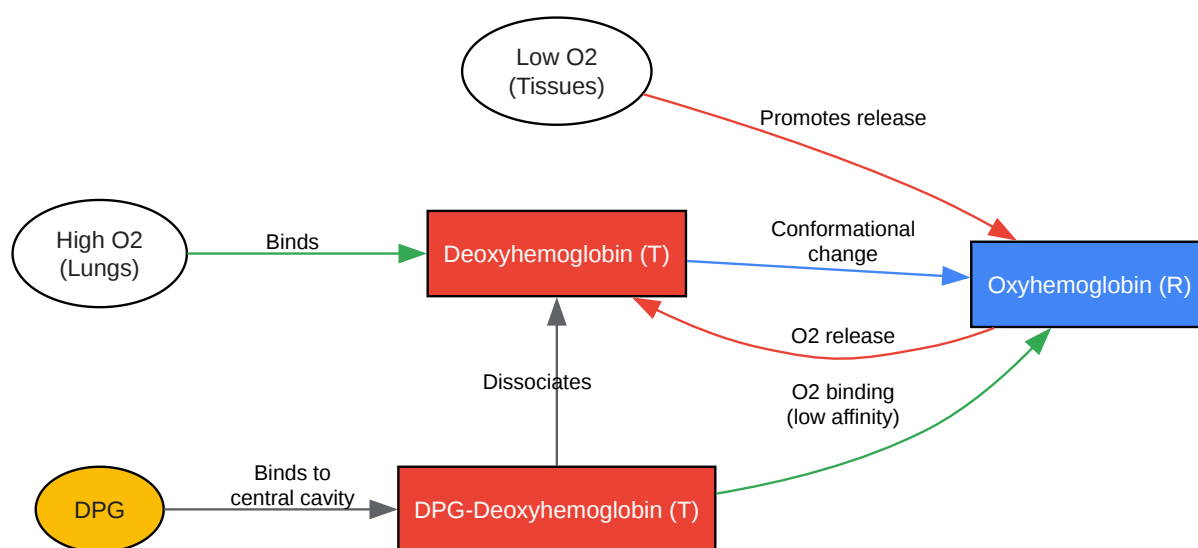 Low O2
(Tissues)
Promotes release
High O2
(Lungs)
Binds
Deoxyhemoglobin (T)
Conformational
change
Oxyhemoglobin (R)
O2 release
Dissociates
O2 binding
(low affinity)
DPG
Binds to
central cavity
DPG-Deoxyhemoglobin (T)